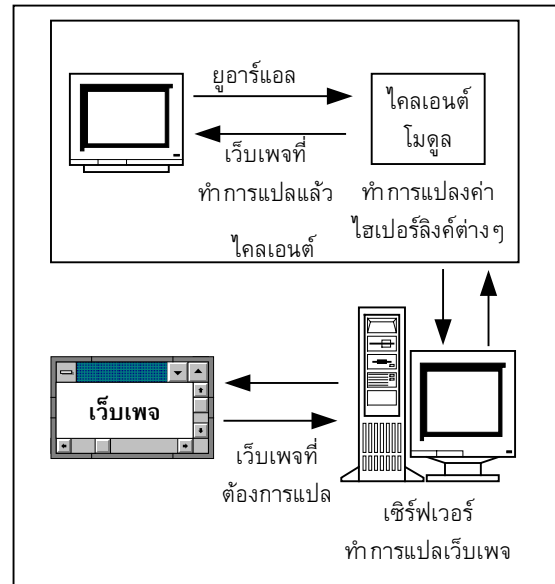 ยูอาร์แอล
ไคลเอนต์
โมดูล
เว็บเพจที่
ทำการแปลแล้ว
ทำการแปลงค่า
ไฮเปอร์ลิงค์ต่างๆ
ไคลเอนต์
เว็บเพจ
เว็บเพจที่
ต้องการแปล
เซิร์ฟเวอร์
ทำการแปลเว็บเพจ